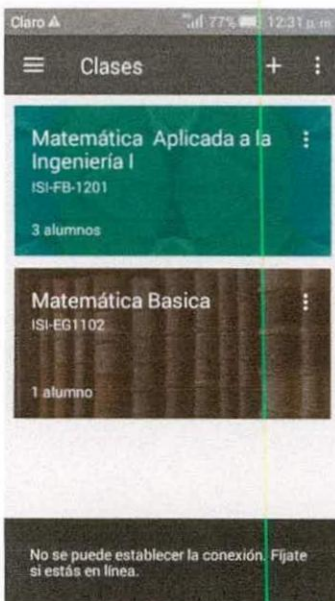 Claro
77% 12:31 p. m.
Clases
Matemática Aplicada a la
Ingeniería I
ISI-FB-1201
3 alumnos
Matemática Basica
ISI-EG1102
1 alumno
No se puede establecer la conexión. Fíjate
si estás en línea.